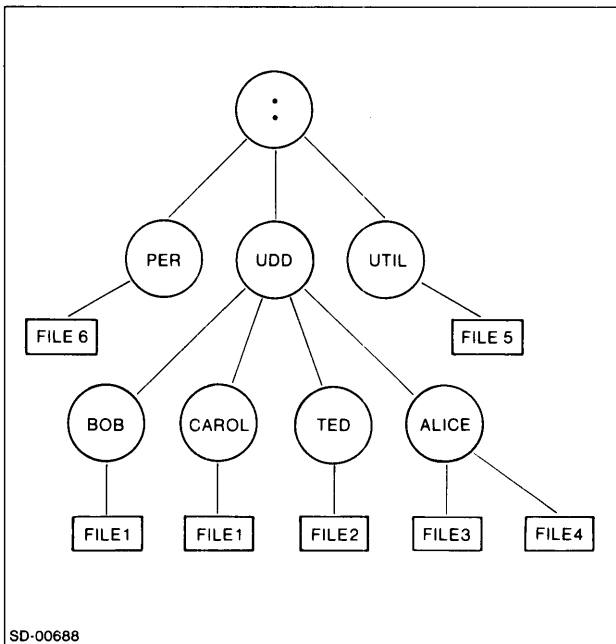 :
PER UDD UTIL
FILE 6 FILE 5
BOB CAROL TED ALICE
FILE1 FILE1 FILE2 FILE3 FILE4
SD-00688